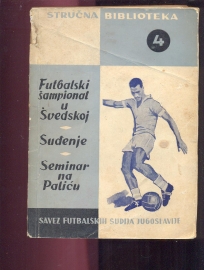 STRUČNA BIBLIOTEKA
4
Futbalski
šampionat
u
Švedskoj
Suđenje
Seminar
na
Paliću
SAVEZ FUTBALSKIH SUDIJA JUGOSLAVIJE